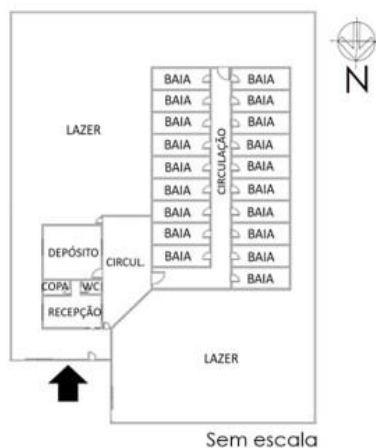 N
BAIA BAIA
BAIA BAIA
BAIA BAIA
LAZER
BAIA BAIA
BAIA BAIA
BAIA BAIA
BAIA BAIA
BAIA BAIA
BAIA BAIA
BAIA
CIRCULAÇÃO
DEPÓSITO
CIRCUL.
COPA WC
RECEPÇÃO
LAZER
Sem escala